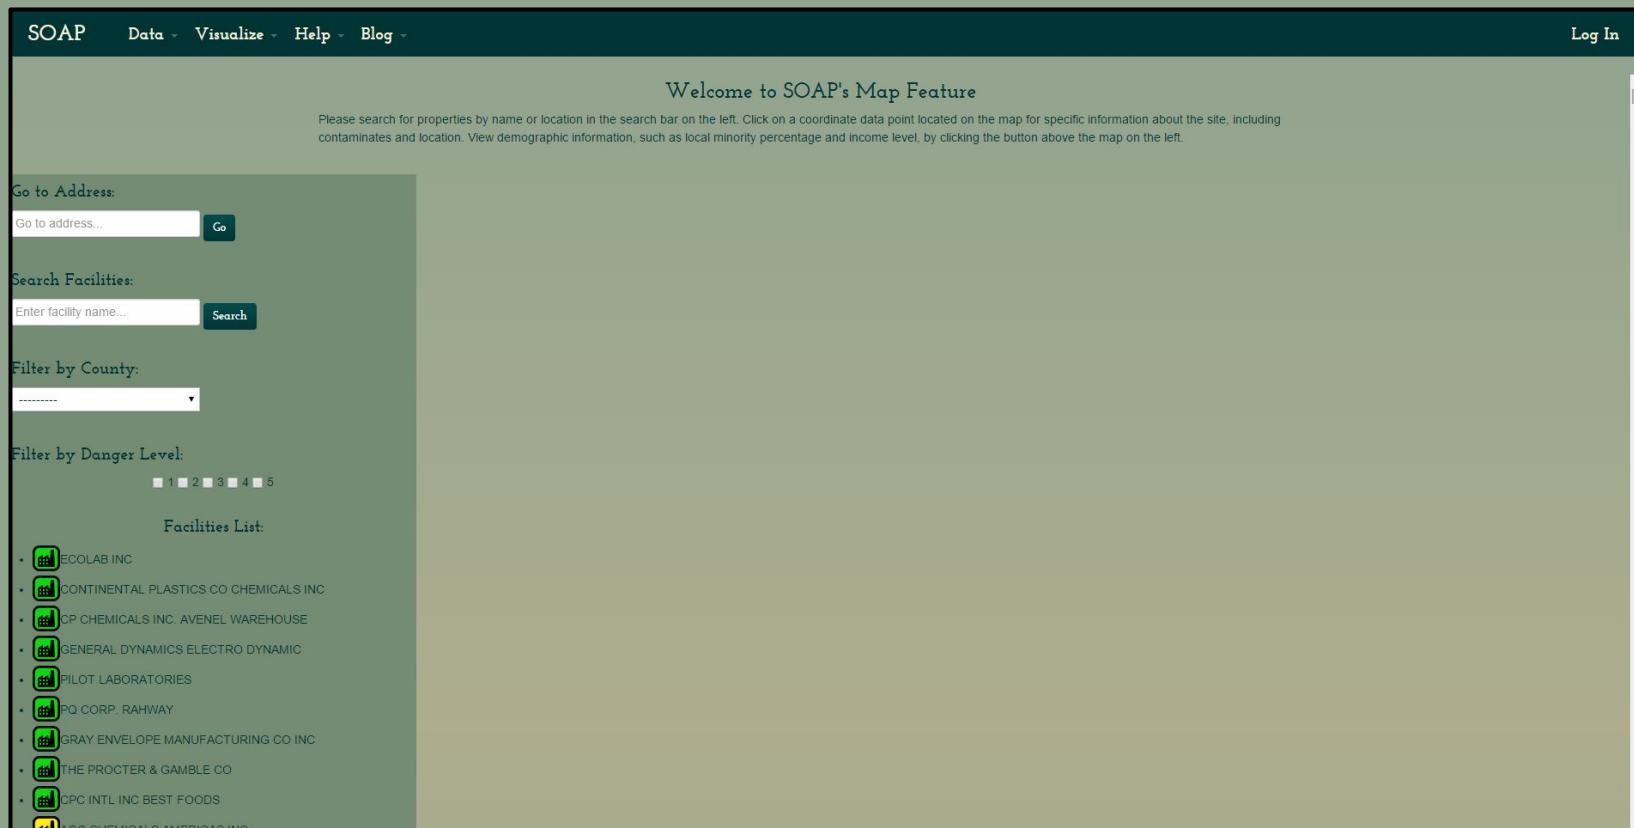 SOAP Data Visualize Help Blog Log In
Welcome to SOAP's Map Feature
Please search for properties by name or location in the search bar on the left. Click on a coordinate data point located on the map for specific information about the site, including
contaminates and location. View demographic information, such as local minority percentage and income level, by clicking the button above the map on the left.
Go to Address:
Go to address...
Go
Search Facilities:
Enter facility name...
Search
Filter by County:
---------
Filter by Danger Level:
1 2 3 4 5
Facilities List:
ECOLAB INC
CONTINENTAL PLASTICS CO CHEMICALS INC
CP CHEMICALS INC. AVENEL WAREHOUSE
GENERAL DYNAMICS ELECTRO DYNAMIC
PILOT LABORATORIES
PQ CORP. RAHWAY
GRAY ENVELOPE MANUFACTURING CO INC
THE PROCTER & GAMBLE CO
CPC INTL INC BEST FOODS
CHEMICALS AMERICAS INC